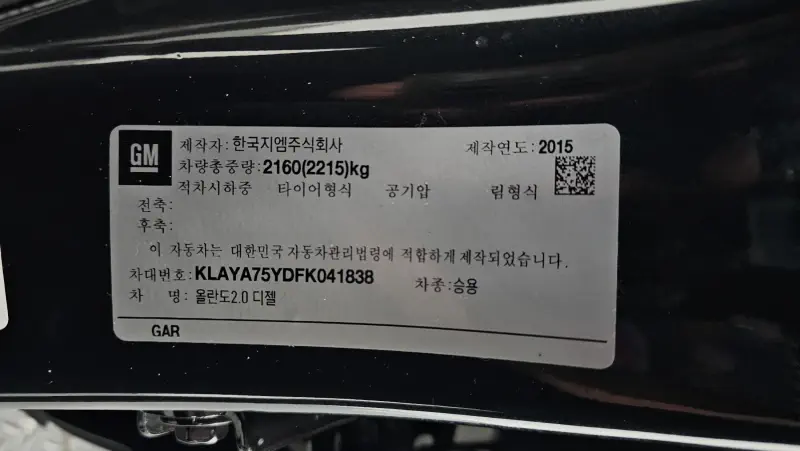 GM
제작자: 한국지엠주식회사 제작연도: 2015
차량총중량: 2160(2215)kg
적차시하중 타이어형식 공기압 림형식
전축:
후축:
이 자동차는 대한민국 자동차관리법령에 적합하게 제작되었습니다.
차대번호: KLAYA75YDFK041838 차종: 승용
차 명: 올란도2.0 디젤
GAR